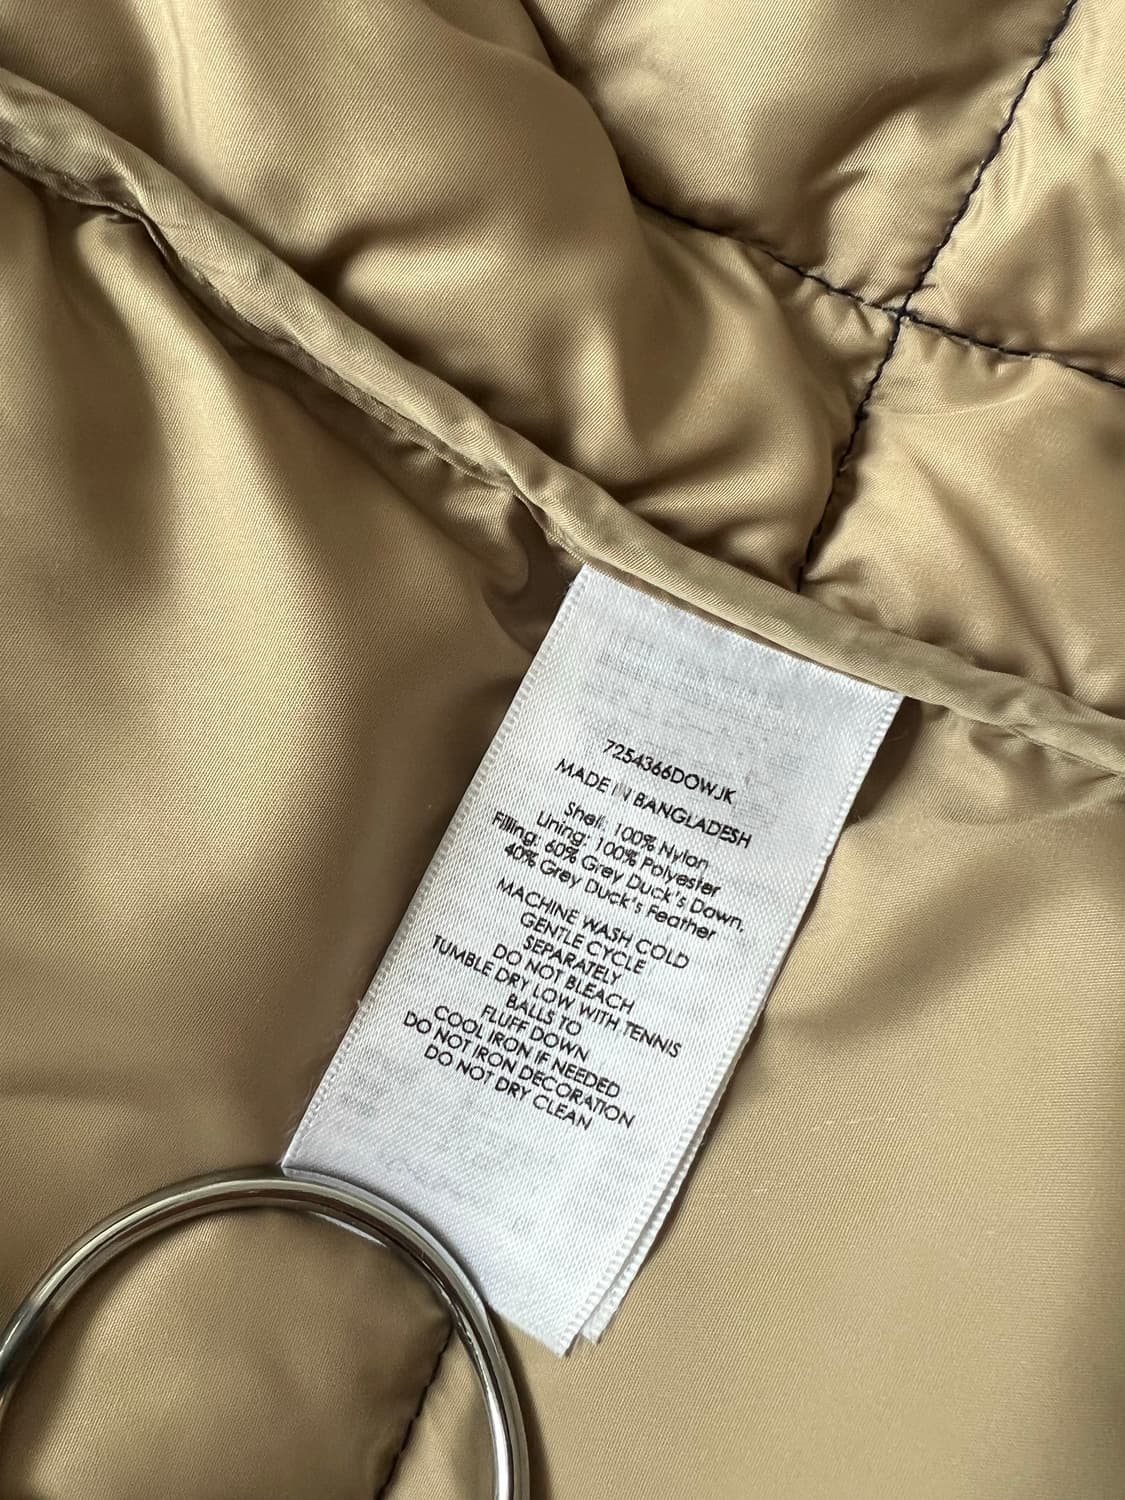 7254366DOWJK
MADE IN BANGLADESH
Shell: 100% Nylon
Lining: 100% Polyester
Filling: 60% Grey Duck's Down,
40% Grey Duck's Feather
MACHINE WASH COLD
GENTLE CYCLE
SEPARATELY
DO NOT BLEACH
TUMBLE DRY LOW WITH TENNIS
BALLS TO
FLUFF DOWN
COOL IRON IF NEEDED
DO NOT IRON DECORATION
DO NOT DRY CLEAN